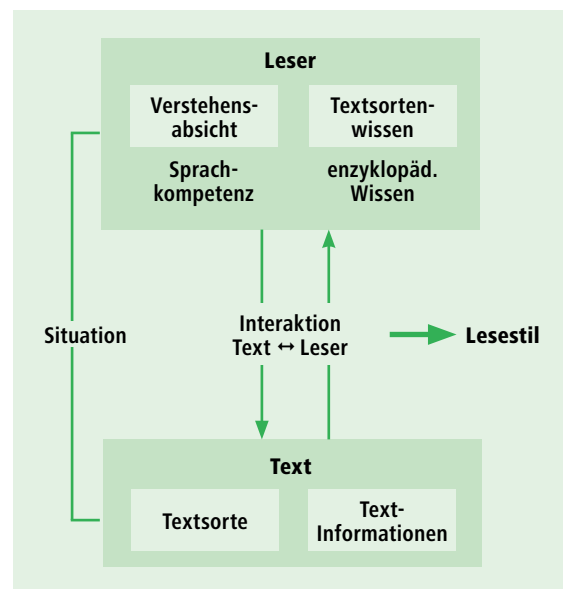 Leser
Verstehens-
absicht
Textsorten-
wissen
Sprach-
kompetenz
enzyklopäd.
Wissen
Situation
Interaktion
Text ↔ Leser
Lesestil
Text
Textsorte
Text-
Informationen